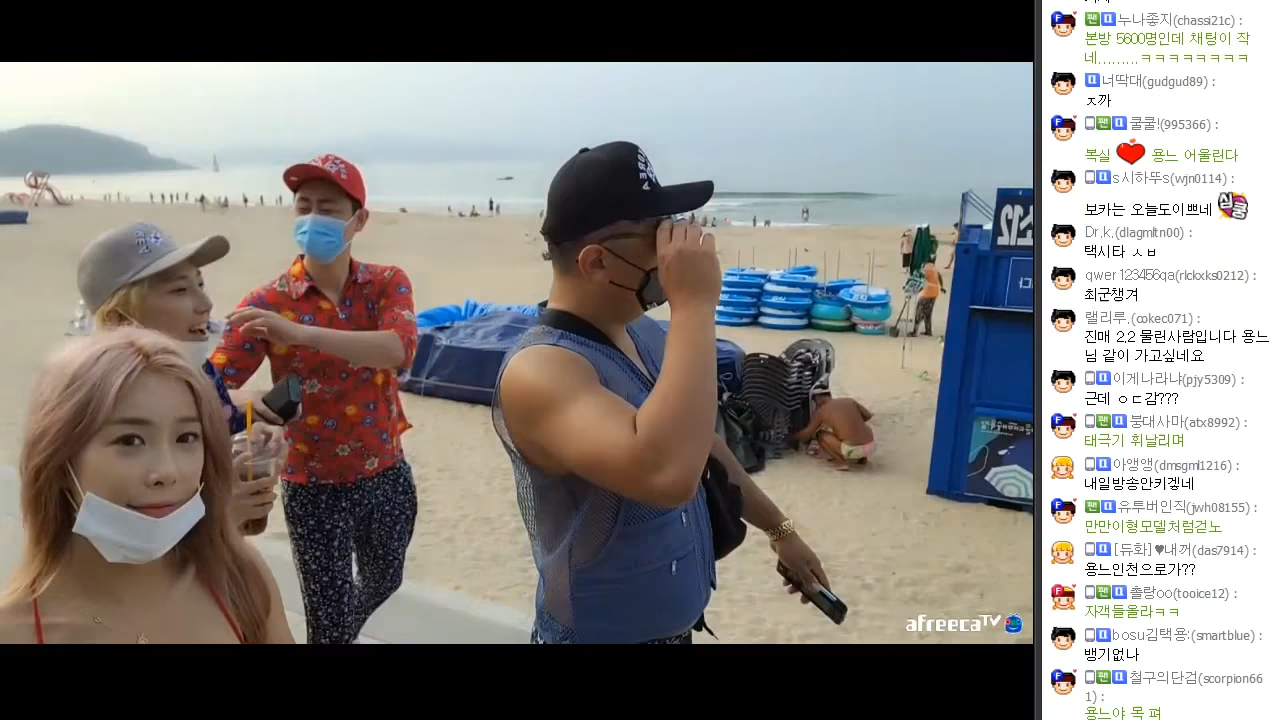 누나좋지(chassi21c) :
본방 5600명인데 채팅이 작
네.........ㅋㅋㅋㅋㅋㅋㅋㅋ
너딱대(gudgud89) :
ㅈ까
쿨쿨!(995366) :
복실 용느 어울린다
s시하뚜s(wjn0114) :
보카는 오늘도이쁘네 심쿵
Dr.k.(dlagmltn00) :
택시타 ㅅㅂ
qwer123456qa(rlckxks0212) :
최군챙겨
랠리루.(cokec071) :
진매 2.2 물린사람입니다 용느
님 같이 가고싶네요
이게나라냐(pjy5309) :
근데 ㅇㄷ감???
붕대사마(atx8992) :
태극기 휘날리며
아앵앵(dmsgml1216) :
내일방송안키겧네
유투버인직(jwh08155) :
만만이형모델처럼걷노
[듀화]♥내꺼(das7914) :
용느인천으로가??
촐랑oo(tooice12) :
자객들올라ㅋㅋ
bosu김택용:(smartblue) :
뱅기없나
철구의단검(scorpion66
1) :
용느야 목 펴
afreecaTV